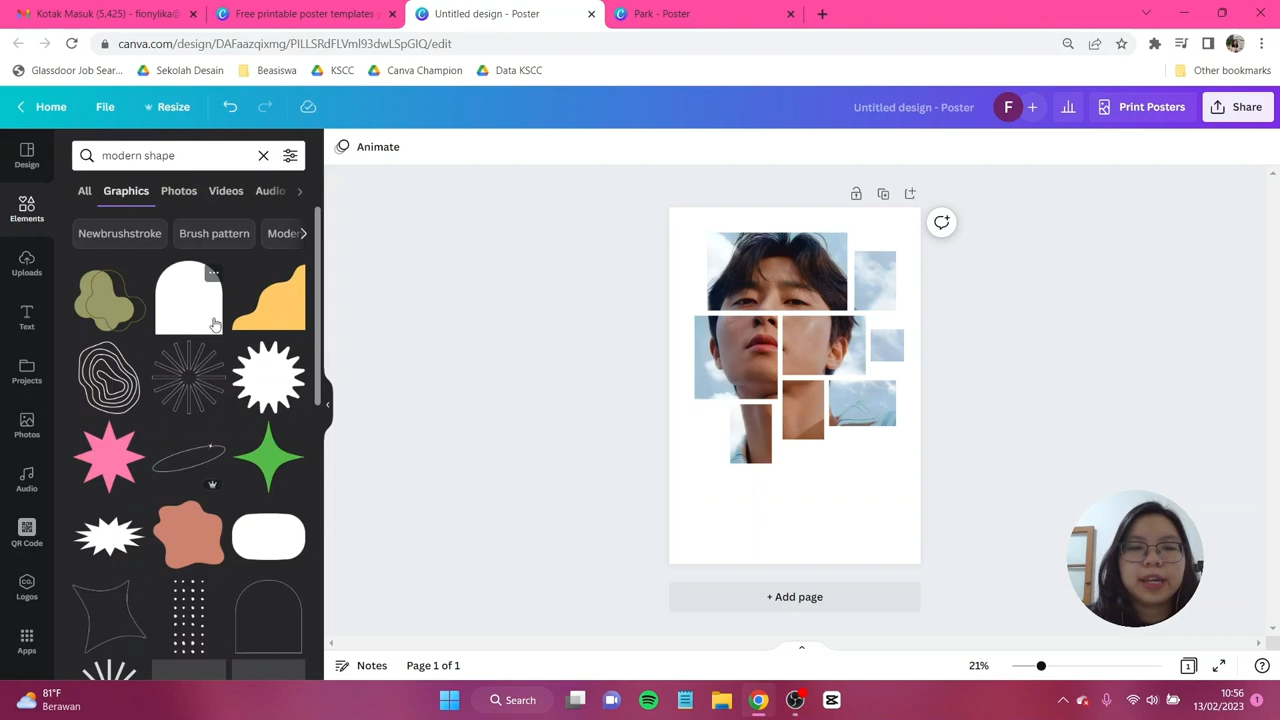 Kotak Masuk (5.425) - fionylika@
Free printable poster templates y
Untitled design - Poster
Park - Poster
canva.com/design/DAFaazqixmg/PILLSRdFLVml93dwLSpGIQ/edit
Glassdoor Job Sear...
Sekolah Desain
Beasiswa
KSCC
Canva Champion
Data KSCC
Other bookmarks
Home
File
Resize
Untitled design - Poster
F
Print Posters
Share
Design
modern shape
Animate
All
Graphics
Photos
Videos
Audio
Elements
Newbrushstroke
Brush pattern
Moder
Uploads
Text
Projects
Photos
Audio
QR Code
CO.
Logos
Apps
+ Add page
Notes
Page 1 of 1
21%
1
81°F
Berawan
Search
10:56
13/02/2023
1